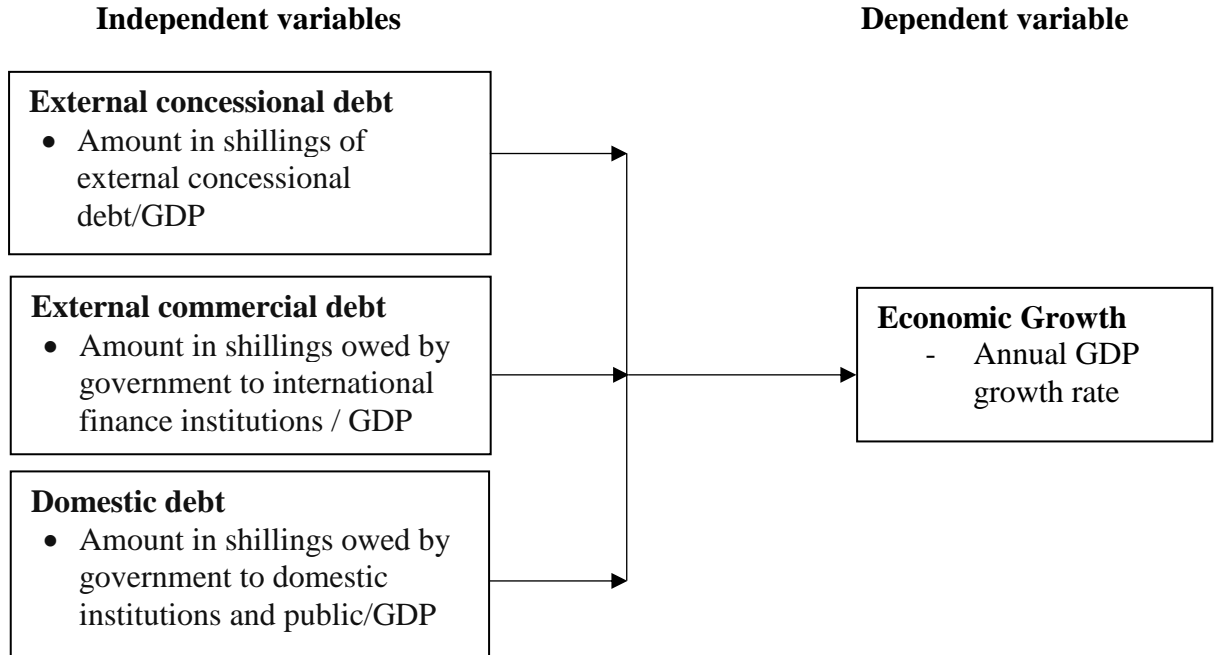 Independent variables
Dependent variable
External concessional debt
• Amount in shillings of
external concessional
debt/GDP
External commercial debt
• Amount in shillings owed by
government to international
finance institutions / GDP
Domestic debt
• Amount in shillings owed by
government to domestic
institutions and public/GDP
Economic Growth
- Annual GDP
growth rate